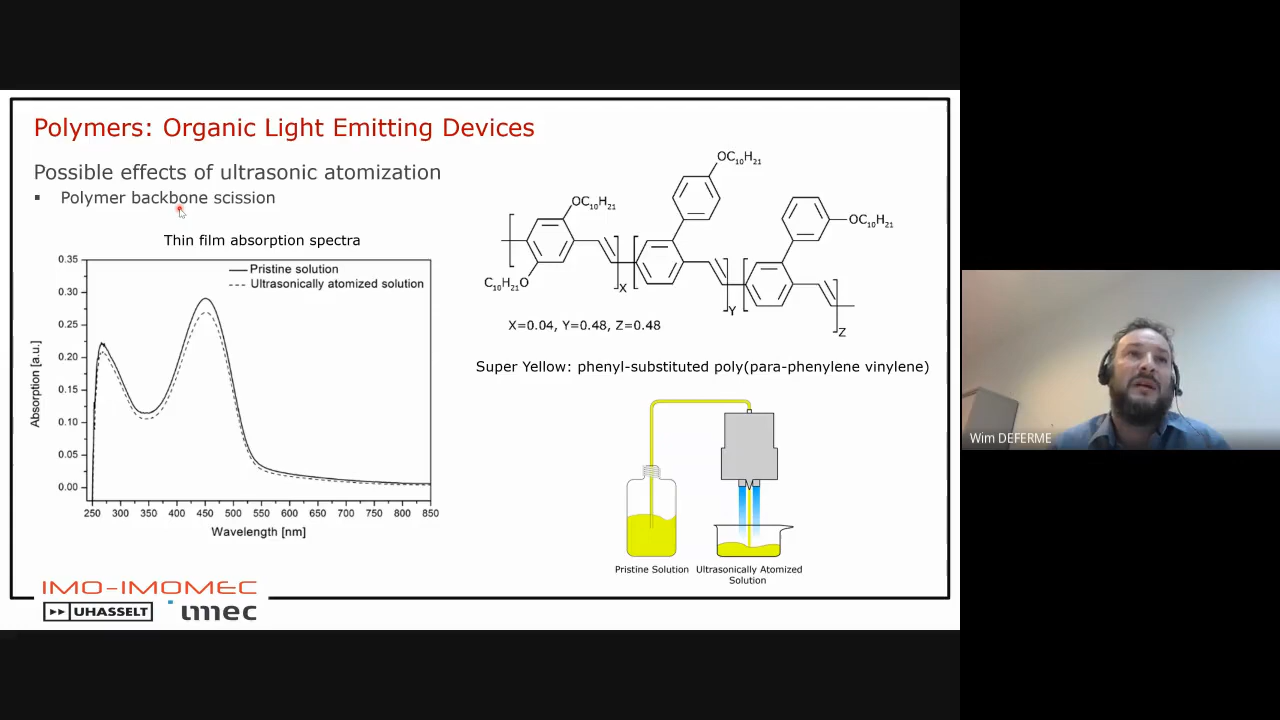 Polymers: Organic Light Emitting Devices
Possible effects of ultrasonic atomization
▪ Polymer backbone scission
Thin film absorption spectra
Pristine solution
Ultrasonically atomized solution
Absorption [a.u.]
0.35
0.30
0.25
0.20
0.15
0.10
0.05
0.00
250 300 350 400 450 500 550 600 650 700 750 800 850
Wavelength [nm]
OC10H21
OC10H21
OC10H21
C10H21O
X
Y
Z
X=0.04, Y=0.48, Z=0.48
Super Yellow: phenyl-substituted poly(para-phenylene vinylene)
Pristine Solution
Ultrasonically Atomized
Solution
IMO-IMOMEC
UHASSELT
imec
Wim DEFERME